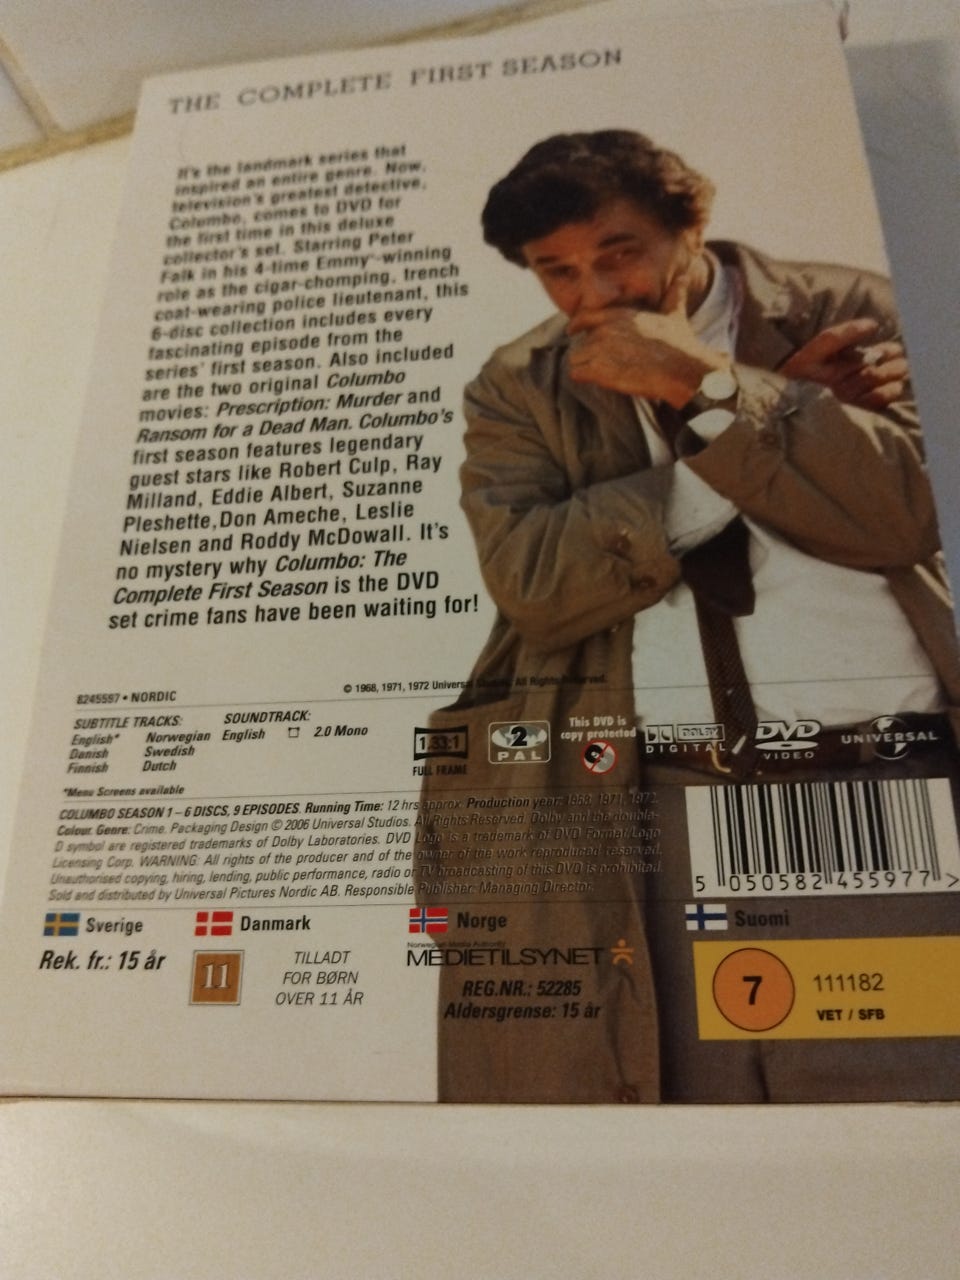 THE COMPLETE FIRST SEASON
It's the landmark series that
inspired an entire genre. Now,
television's greatest detective,
Columbo, comes to DVD for
the first time in this deluxe
collector's set. Starring Peter
Falk in his 4-time Emmy®-winning
role as the cigar-chomping, trench
coat-wearing police lieutenant, this
6-disc collection includes every
fascinating episode from the
series' first season. Also included
are the two original Columbo
movies: Prescription: Murder and
Ransom for a Dead Man. Columbo's
first season features legendary
guest stars like Robert Culp, Ray
Milland, Eddie Albert, Suzanne
Pleshette, Don Ameche, Leslie
Nielsen and Roddy McDowall. It's
no mystery why Columbo: The
Complete First Season is the DVD
set crime fans have been waiting for!
8245597 • NORDIC
© 1968, 1971, 1972 Universal Studios. All Rights Reserved.
SUBTITLE TRACKS:
English* Norwegian
Danish Swedish
Finnish Dutch
*Menu Screens available
SOUNDTRACK:
English 2.0 Mono
1.33:1
FULL FRAME
2
PAL
This DVD is
copy protected
DOLBY
DIGITAL
DVD
VIDEO
UNIVERSAL
COLUMBO SEASON 1 – 6 DISCS, 9 EPISODES. Running Time: 12 hrs approx. Production year: 1968, 1971, 1972.
Colour. Genre: Crime. Packaging Design © 2006 Universal Studios. All Rights Reserved. Dolby and the double-
D symbol are registered trademarks of Dolby Laboratories. DVD Logo is a trademark of DVD Format/Logo
Licensing Corp. WARNING: All rights of the producer and of the owner of the work reproduced reserved.
Unauthorised copying, hiring, lending, public performance, radio or TV broadcasting of this DVD is prohibited.
Sold and distributed by Universal Pictures Nordic AB. Responsible Publisher: Managing Director.
5 050582 455977 >
Sverige
Rek. fr.: 15 år
Danmark
11
TILLADT
FOR BØRN
OVER 11 ÅR
Norge
Norwegian Media Authority
MEDIETILSYNET
REG.NR.: 52285
Aldersgrense: 15 år
Suomi
7
111182
VET / SFB